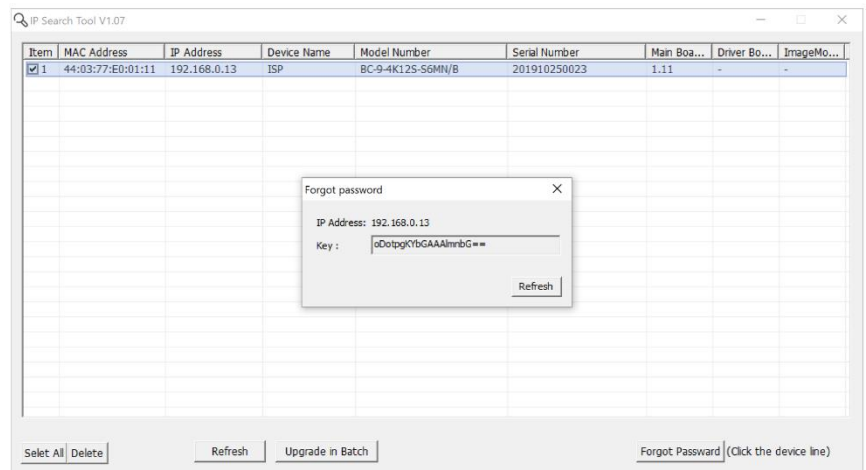 IP Search Tool V1.07
Item MAC Address IP Address Device Name Model Number Serial Number Main Boa... Driver Bo... ImageMo...
1 44:03:77:E0:01:11 192.168.0.13 ISP BC-9-4K12S-S6MN/B 201910250023 1.11 - -
Forgot password
IP Address: 192.168.0.13
Key : oDotpgKYbGAAAlmnbG==
Refresh
Selet All Delete Refresh Upgrade in Batch Forgot Passward (Click the device line)